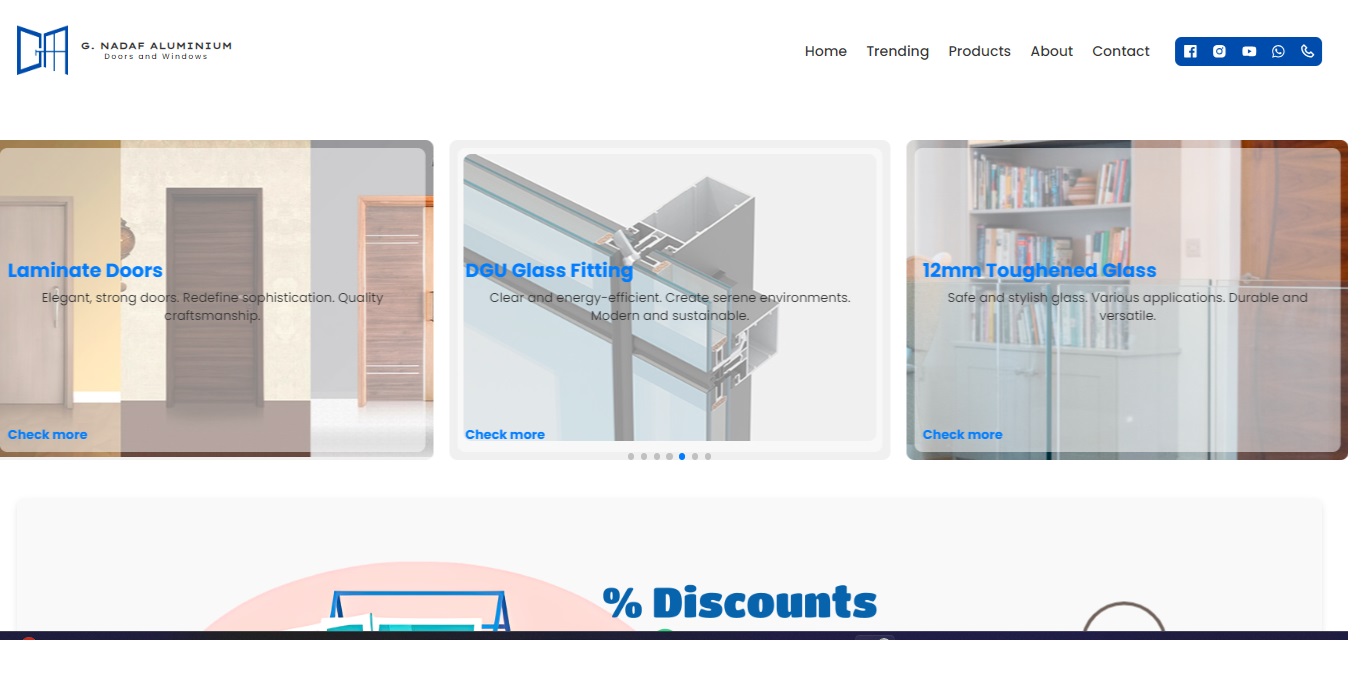 G. NADAF ALUMINIUM
Doors and Windows
Home Trending Products About Contact
Laminate Doors
Elegant, strong doors. Redefine sophistication. Quality
craftsmanship.
Check more
DGU Glass Fitting
Clear and energy-efficient. Create serene environments.
Modern and sustainable.
Check more
12mm Toughened Glass
Safe and stylish glass. Various applications. Durable and
versatile.
Check more
% Discounts